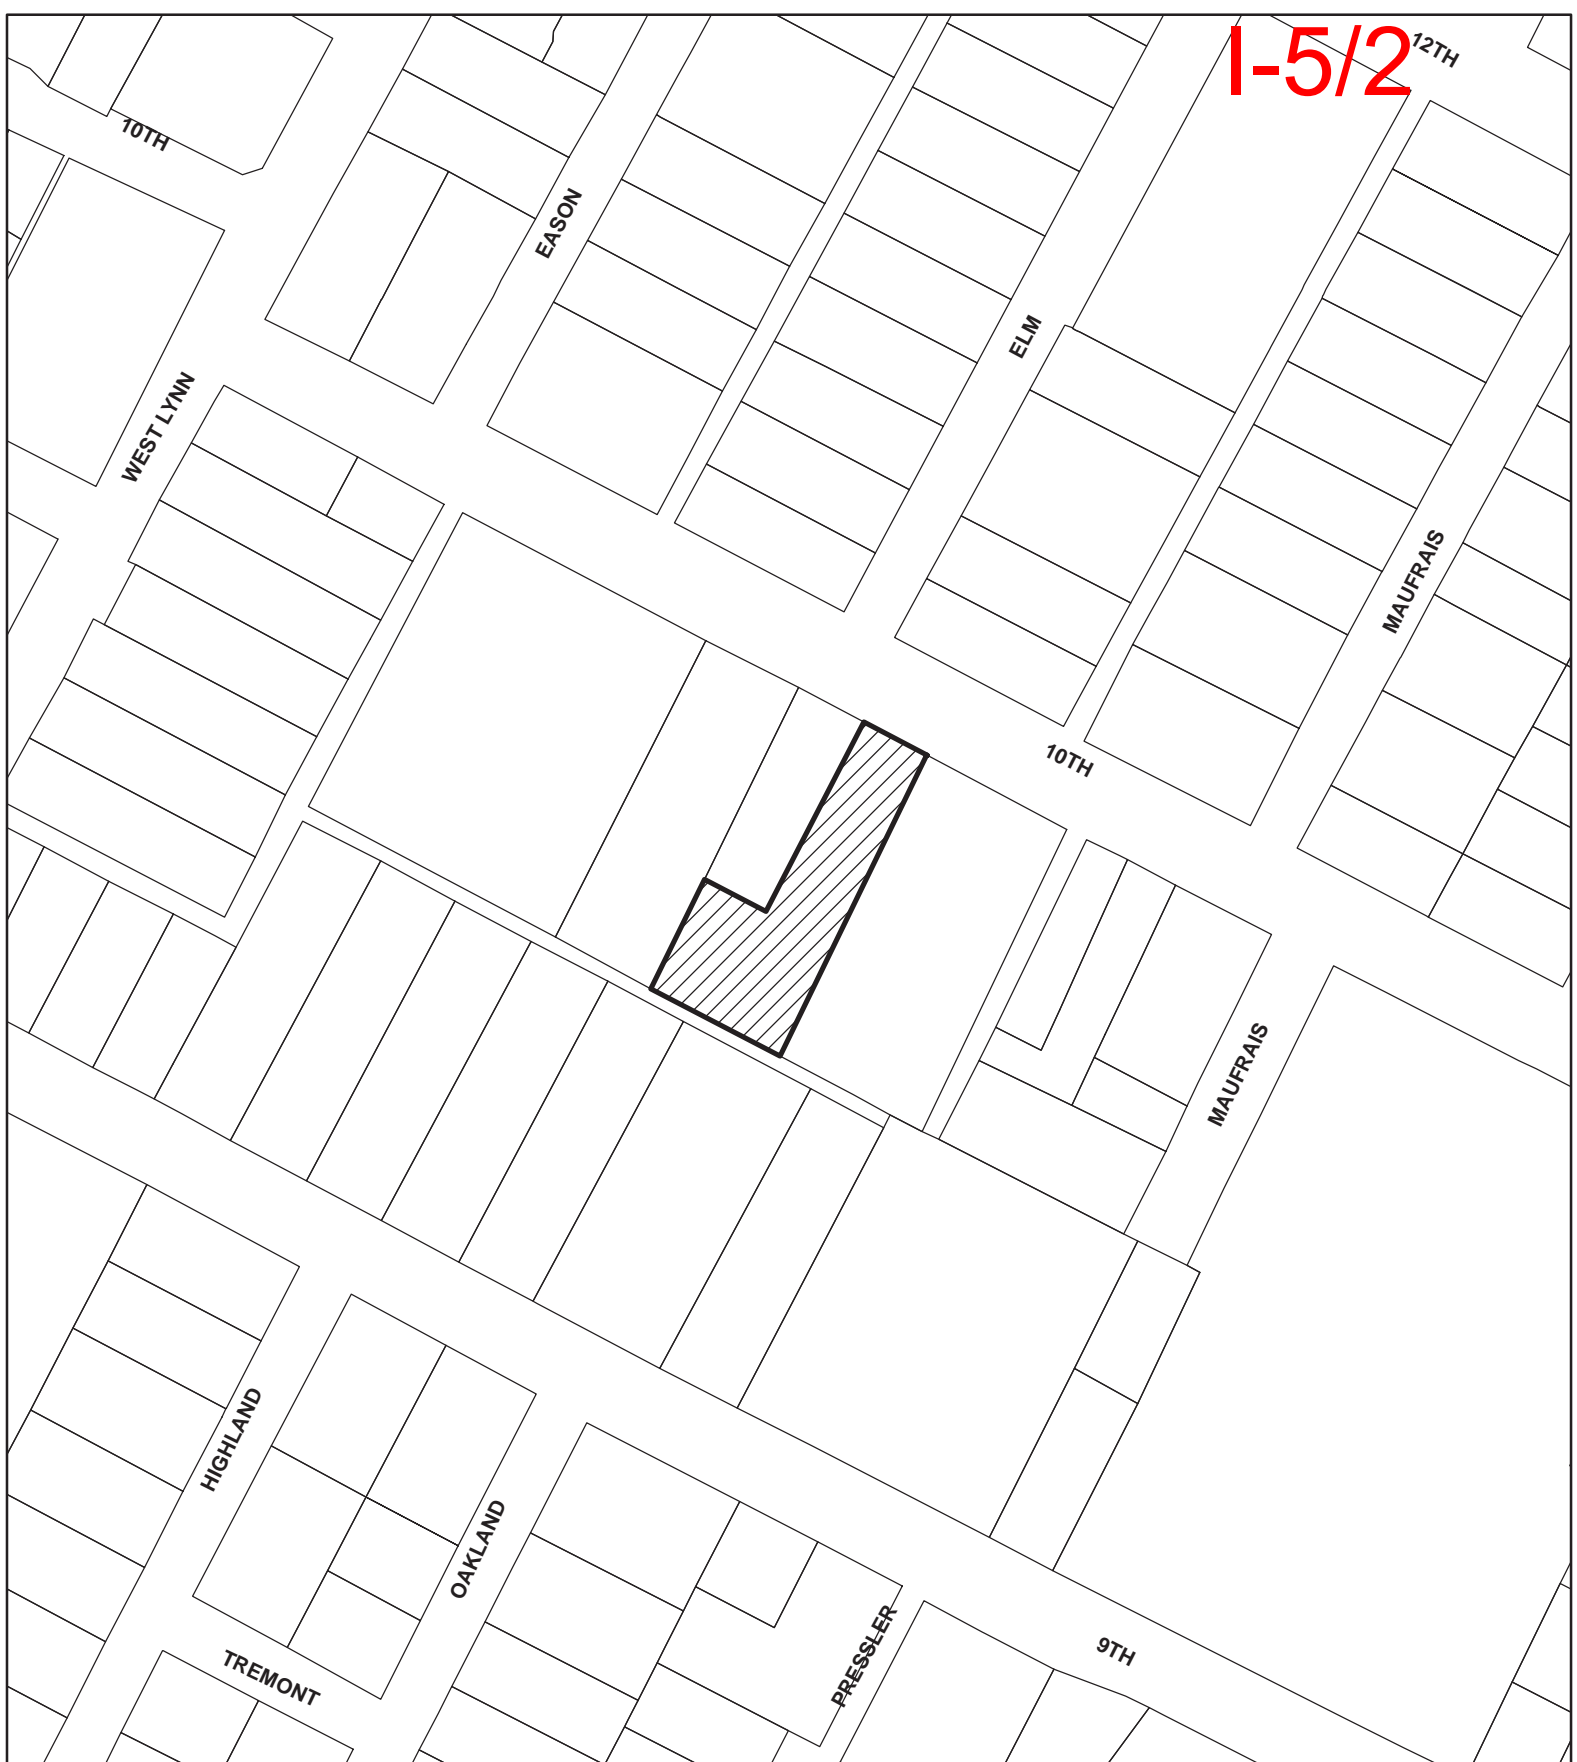 I-5/2
12TH
10TH
EASON
ELM
WEST LYNN
MAUFRAIS
10TH
MAUFRAIS
HIGHLAND
OAKLAND
PRESSLER
9TH
TREMONT